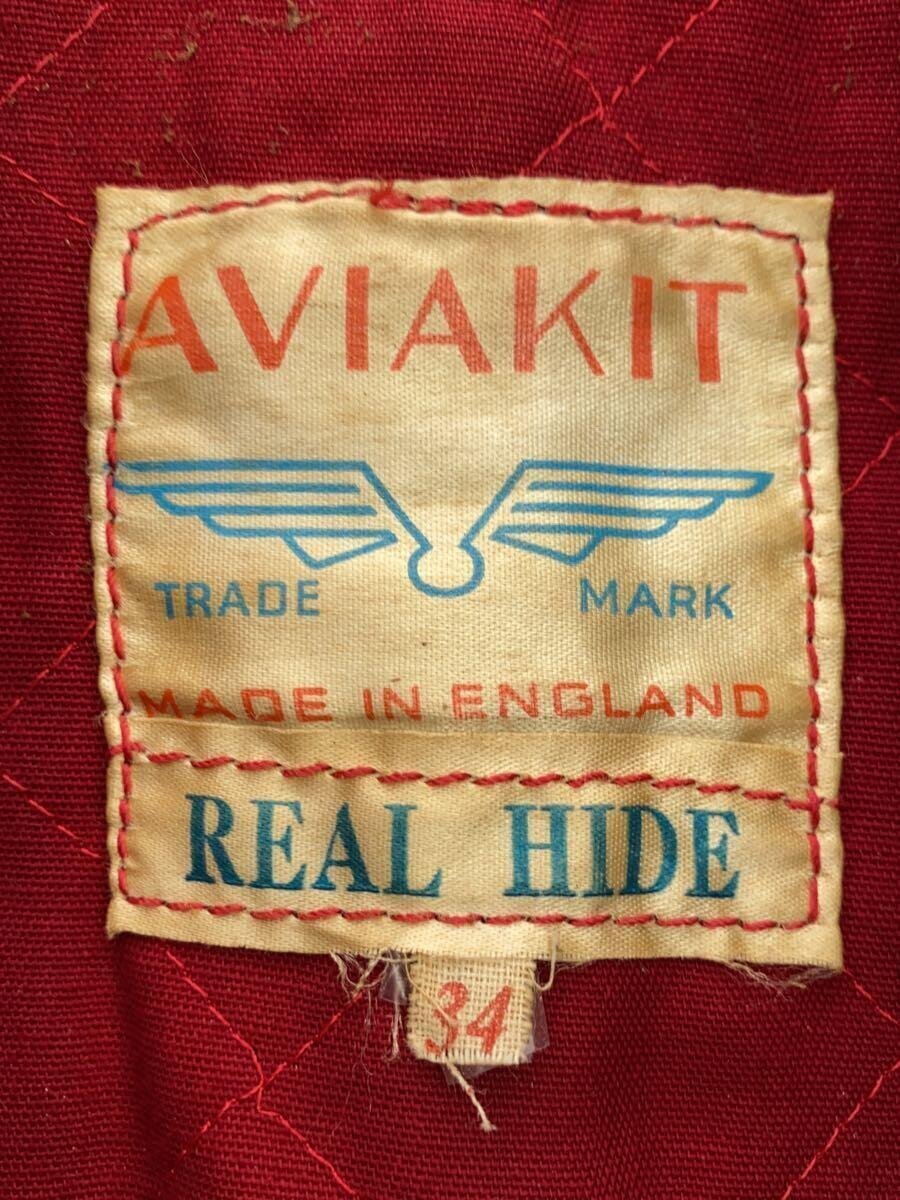 AVIAKIT
TRADE MARK
MADE IN ENGLAND
REAL HIDE
34